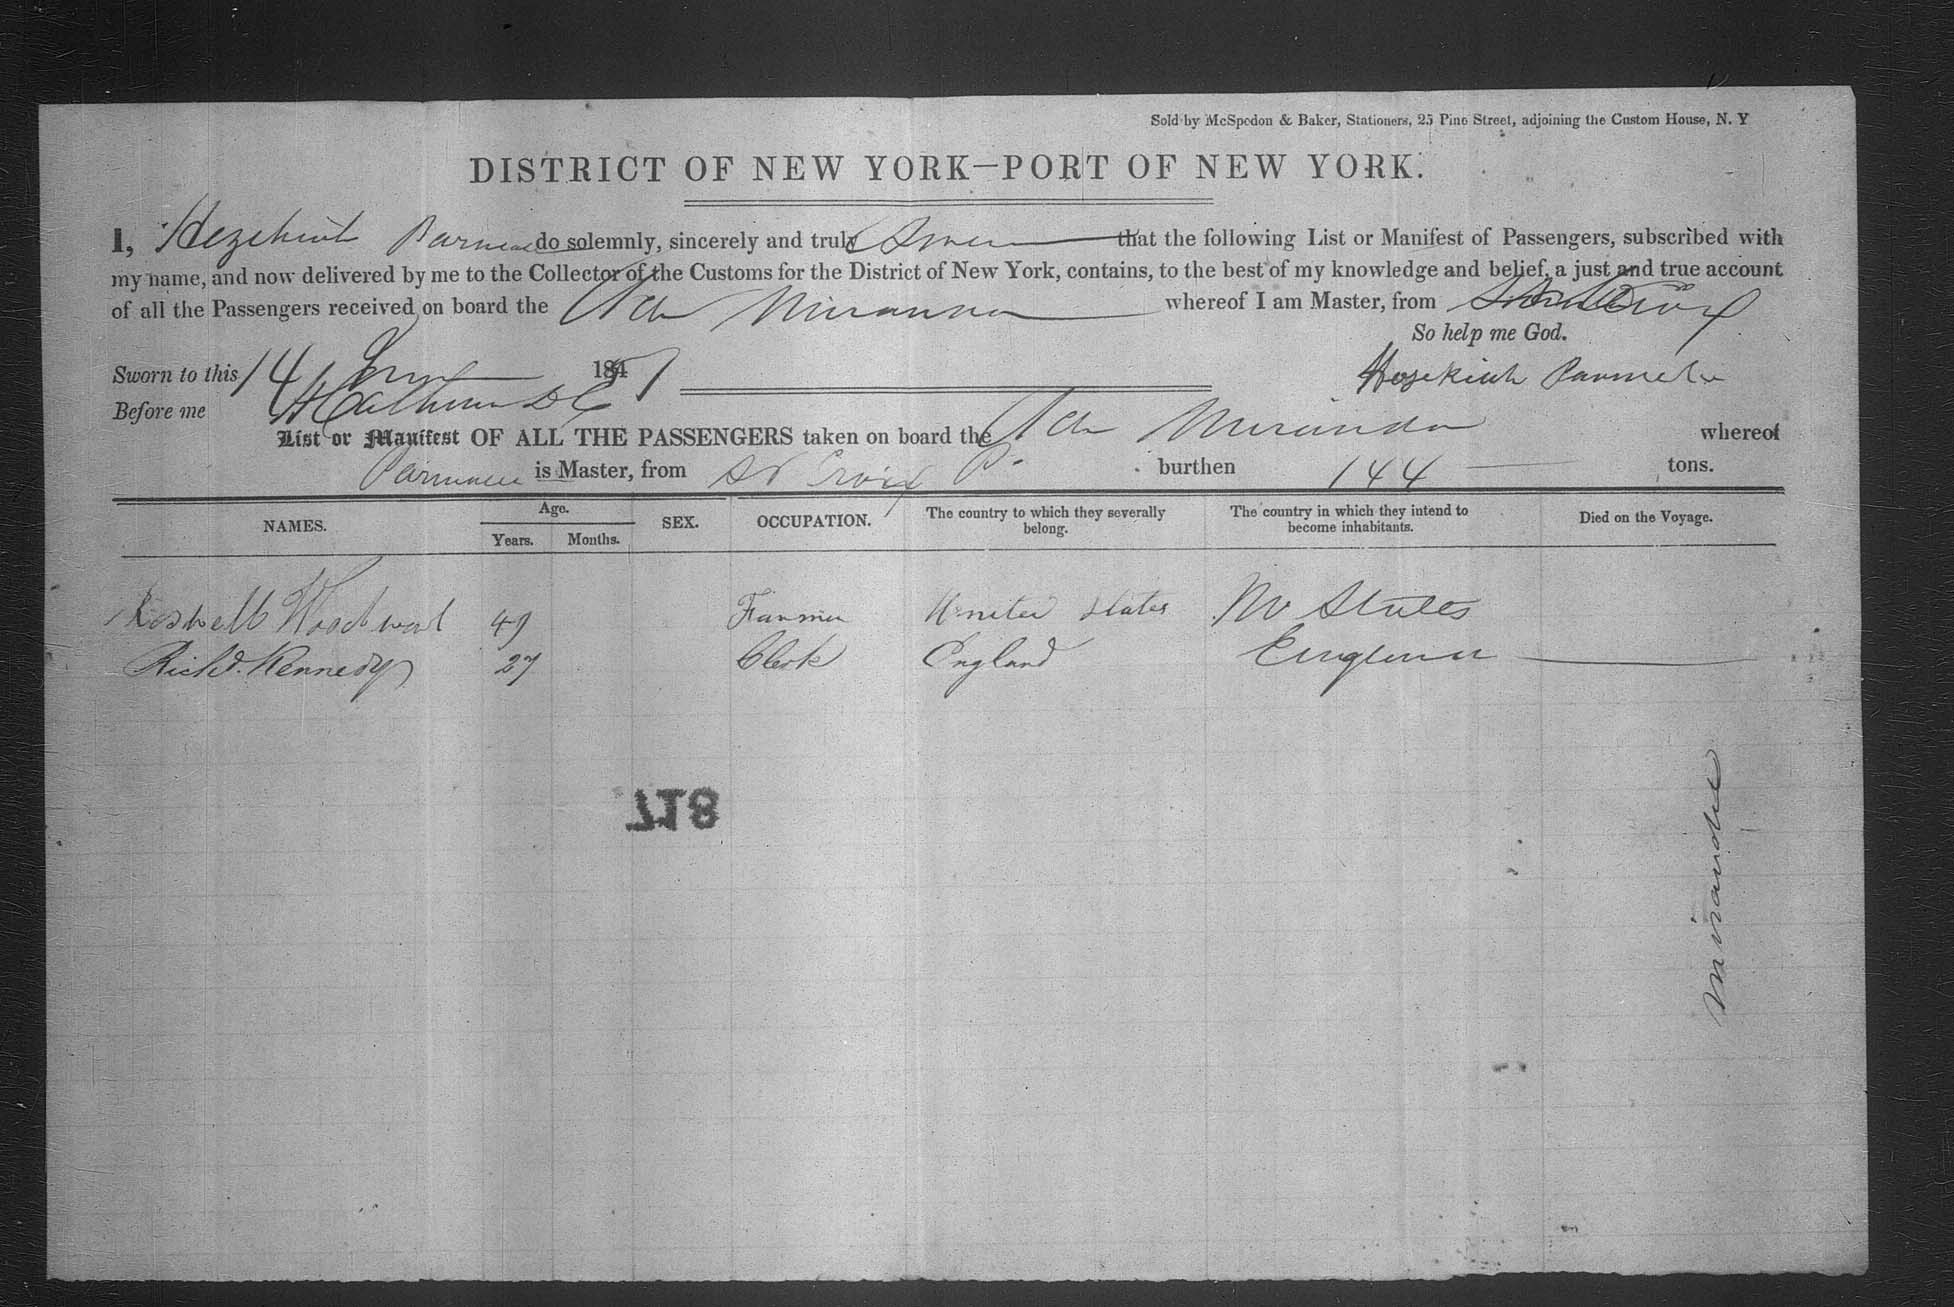 Sold by McSpedon & Baker, Stationers, 25 Pine Street, adjoining the Custom House, N. Y
DISTRICT OF NEW YORK—PORT OF NEW YORK.
I, Hezekiah Parmelee do solemnly, sincerely and truly Swear that the following List or Manifest of Passengers, subscribed with
my name, and now delivered by me to the Collector of the Customs for the District of New York, contains, to the best of my knowledge and belief, a just and true account
of all the Passengers received on board the Miranda whereof I am Master, from St Croix
So help me God.
Sworn to this 14 1851
Hezekiah Parmele
Before me
List or Manifest OF ALL THE PASSENGERS taken on board the Miranda whereof
Parmelee is Master, from St Croix burthen 144 tons.
NAMES. Age. SEX. OCCUPATION. The country to which they severally belong. The country in which they intend to become inhabitants. Died on the Voyage.
Years. Months.
Roswell Woodward 49 Farmer United States States
Richd. Kennedy 27 Clerk England England
718
Miranda